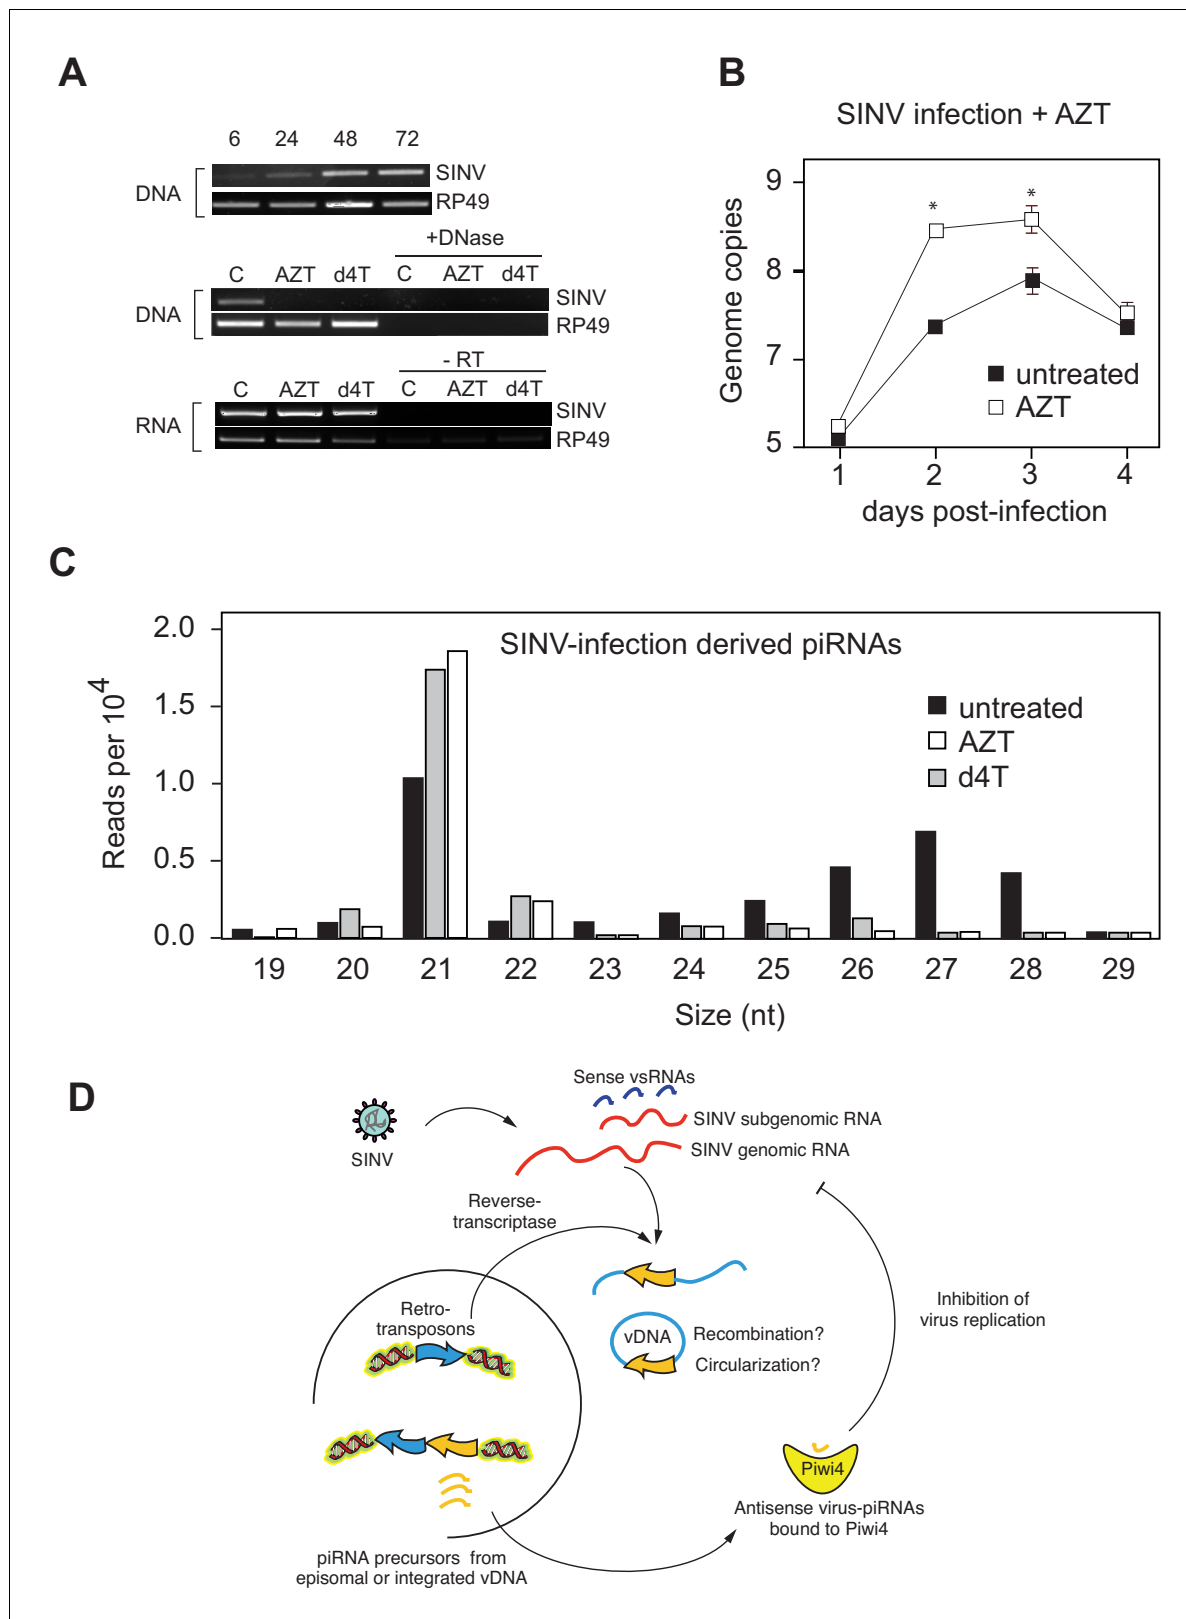 A
6 24 48 72
DNA
SINV
RP49
+DNase
C AZT d4T C AZT d4T
DNA
SINV
RP49
- RT
C AZT d4T C AZT d4T
RNA
SINV
RP49
B
SINV infection + AZT
Genome copies
9
8
7
5
*
*
untreated
AZT
1 2 3 4
days post-infection
C
SINV-infection derived piRNAs
Reads per 10^4
2.0
1.5
1.0
0.5
0.0
untreated
AZT
d4T
19 20 21 22 23 24 25 26 27 28 29
Size (nt)
D
Sense vsRNAs
SINV subgenomic RNA
SINV
SINV genomic RNA
Reverse-
transcriptase
Retro-
transposons
vDNA
Recombination?
Circularization?
Inhibition of
virus replication
Piwi4
Antisense virus-piRNAs
bound to Piwi4
piRNA precursors from
episomal or integrated vDNA